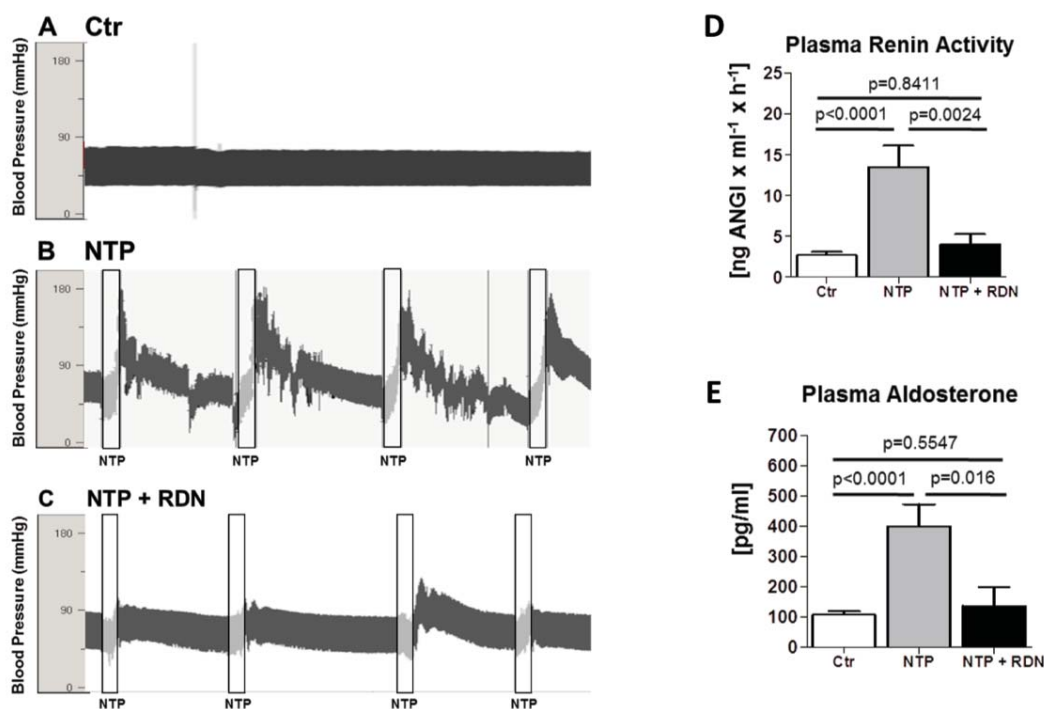 A Ctr
Blood Pressure (mmHg)
180
90
0
B NTP
Blood Pressure (mmHg)
180
90
0
NTP NTP NTP NTP
C NTP + RDN
Blood Pressure (mmHg)
180
90
0
NTP NTP NTP NTP
D
Plasma Renin Activity
[ng ANGI x ml⁻¹ x h⁻¹]
25
20
15
10
5
0
p=0.8411
p<0.0001 p=0.0024
Ctr NTP NTP + RDN
E
Plasma Aldosterone
[pg/ml]
700
600
500
400
300
200
100
0
p=0.5547
p<0.0001 p=0.016
Ctr NTP NTP + RDN